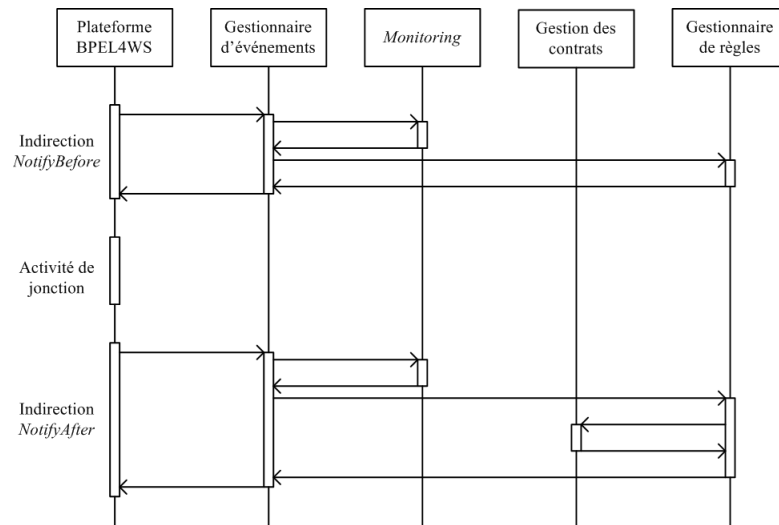 Plateforme
BPEL4WS
Gestionnaire
d'événements
Monitoring
Gestion des
contrats
Gestionnaire
de règles
Indirection
NotifyBefore
Activité de
jonction
Indirection
NotifyAfter